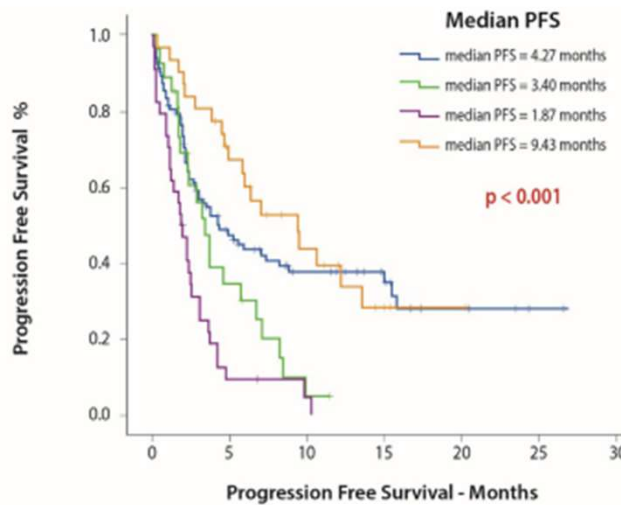 Median PFS
median PFS = 4.27 months
median PFS = 3.40 months
median PFS = 1.87 months
median PFS = 9.43 months
p < 0.001
Progression Free Survival %
1.0
0.8
0.6
0.4
0.2
0.0
0 5 10 15 20 25 30
Progression Free Survival - Months